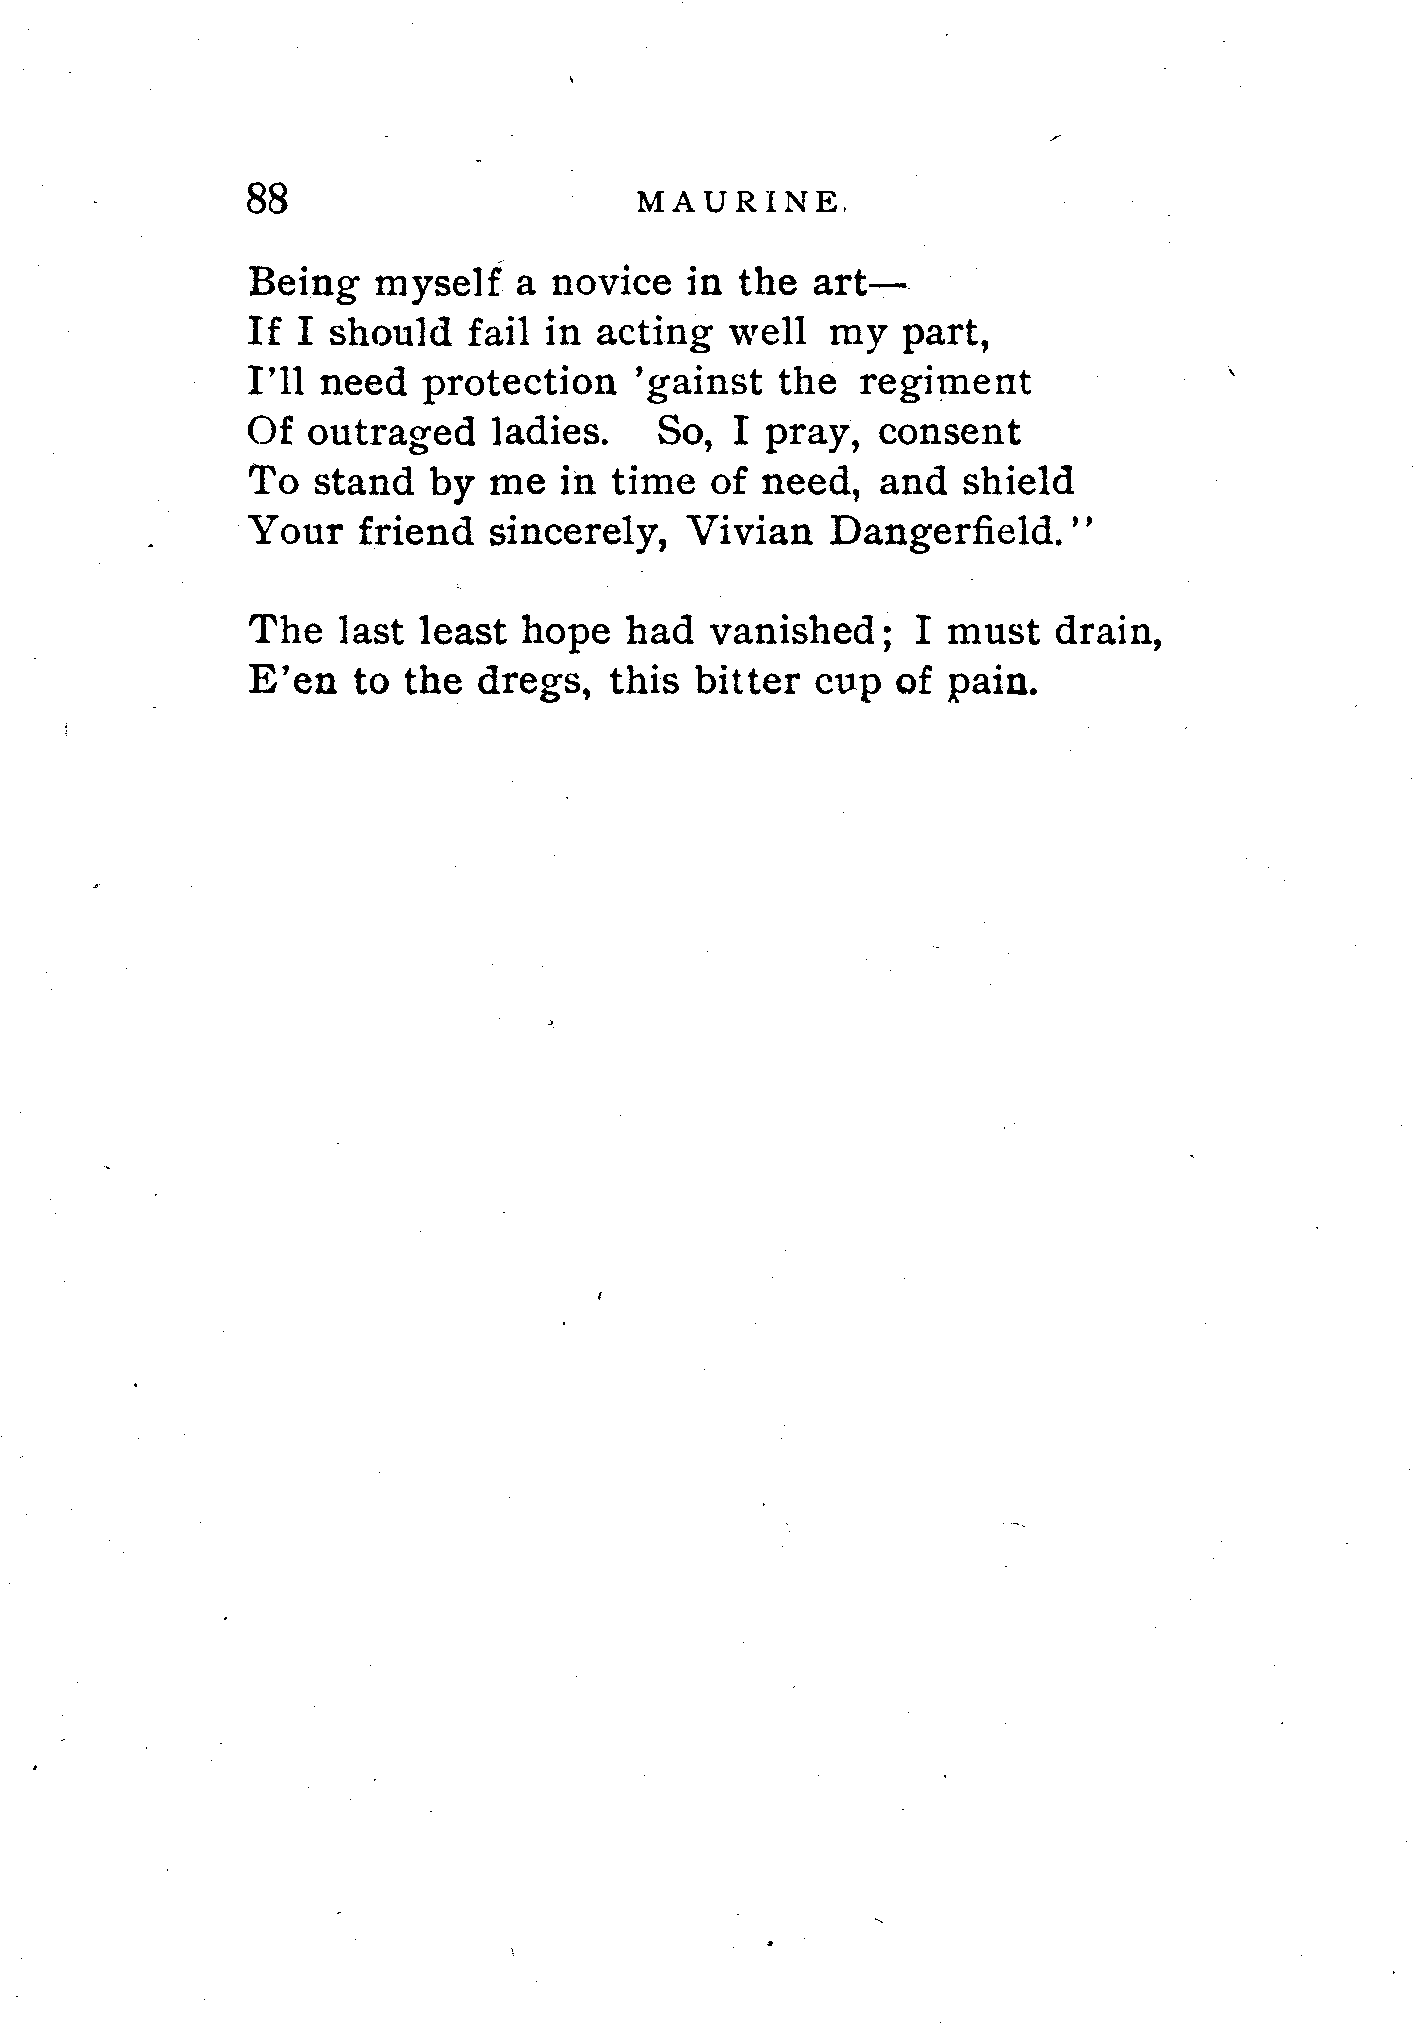 88 MAURINE.
Being myself a novice in the art—
If I should fail in acting well my part,
I'll need protection 'gainst the regiment
Of outraged ladies. So, I pray, consent
To stand by me in time of need, and shield
Your friend sincerely, Vivian Dangerfield."
The last least hope had vanished; I must drain,
E'en to the dregs, this bitter cup of pain.